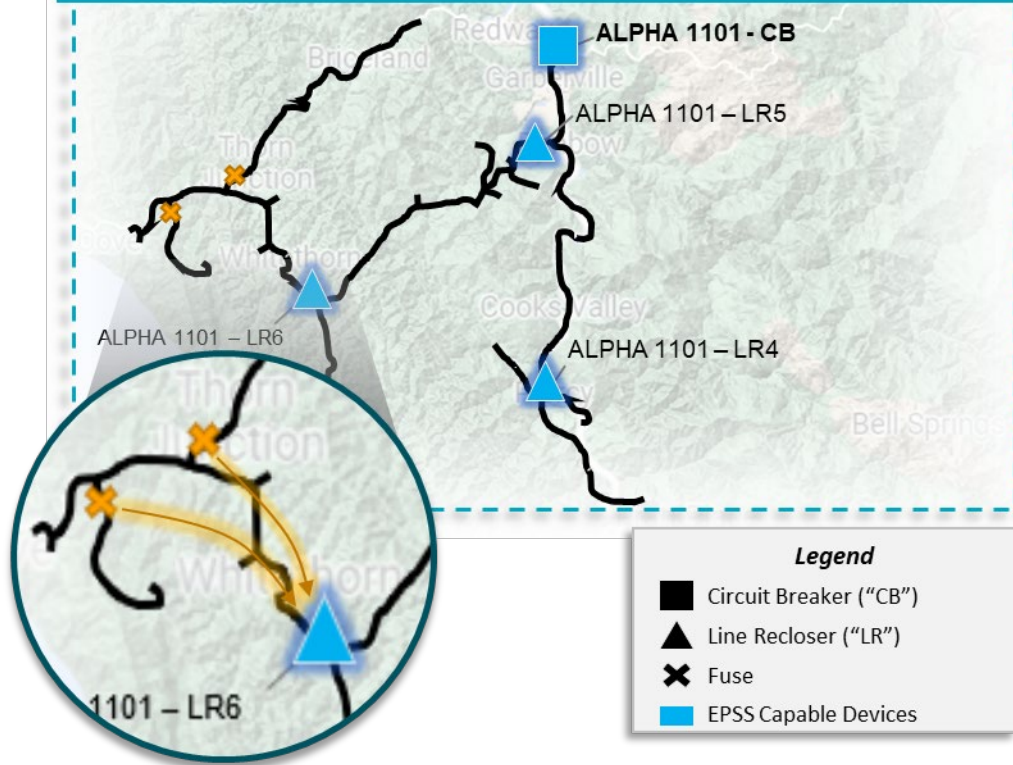 Briceland
Garberville
ALPHA 1101 - CB
ALPHA 1101 – LR5
Thorn
Junction
Whitethorn
Cooks Valley
ALPHA 1101 – LR6
ALPHA 1101 – LR4
Bell Springs
Thorn
Junction
1101 – LR6
Legend
Circuit Breaker (“CB”)
Line Recloser (“LR”)
Fuse
EPSS Capable Devices